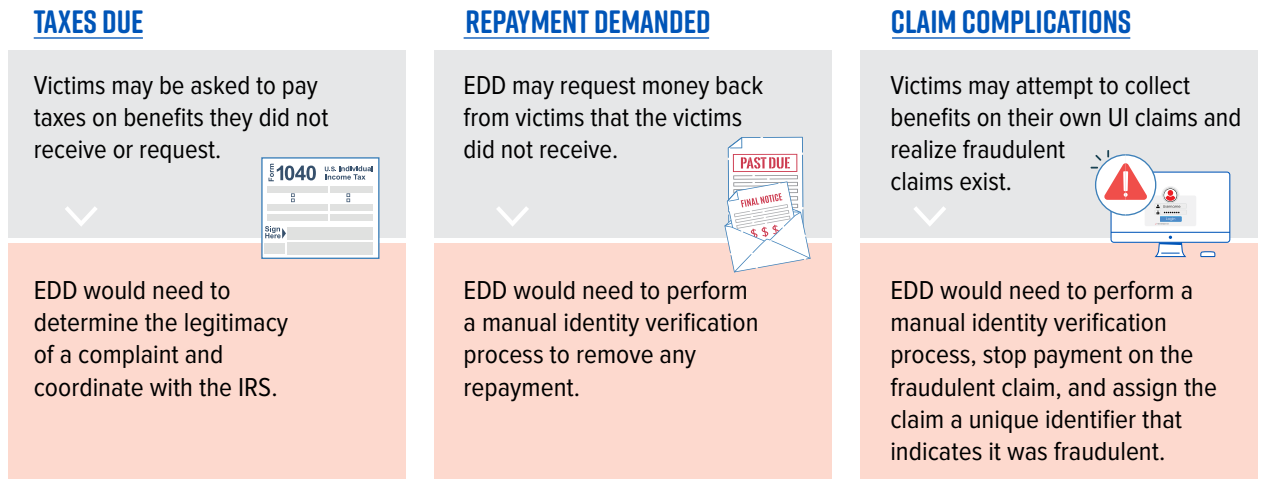 TAXES DUE
Victims may be asked to pay
taxes on benefits they did not
receive or request.
Form 1040 U.S. Individual
Income Tax
Sign
Here
EDD would need to
determine the legitimacy
of a complaint and
coordinate with the IRS.
REPAYMENT DEMANDED
EDD may request money back
from victims that the victims
did not receive.
PAST DUE
FINAL NOTICE
$ $ $
EDD would need to perform
a manual identity verification
process to remove any
repayment.
CLAIM COMPLICATIONS
Victims may attempt to collect
benefits on their own UI claims and
realize fraudulent
claims exist.
Username
Login
EDD would need to perform a
manual identity verification
process, stop payment on the
fraudulent claim, and assign the
claim a unique identifier that
indicates it was fraudulent.